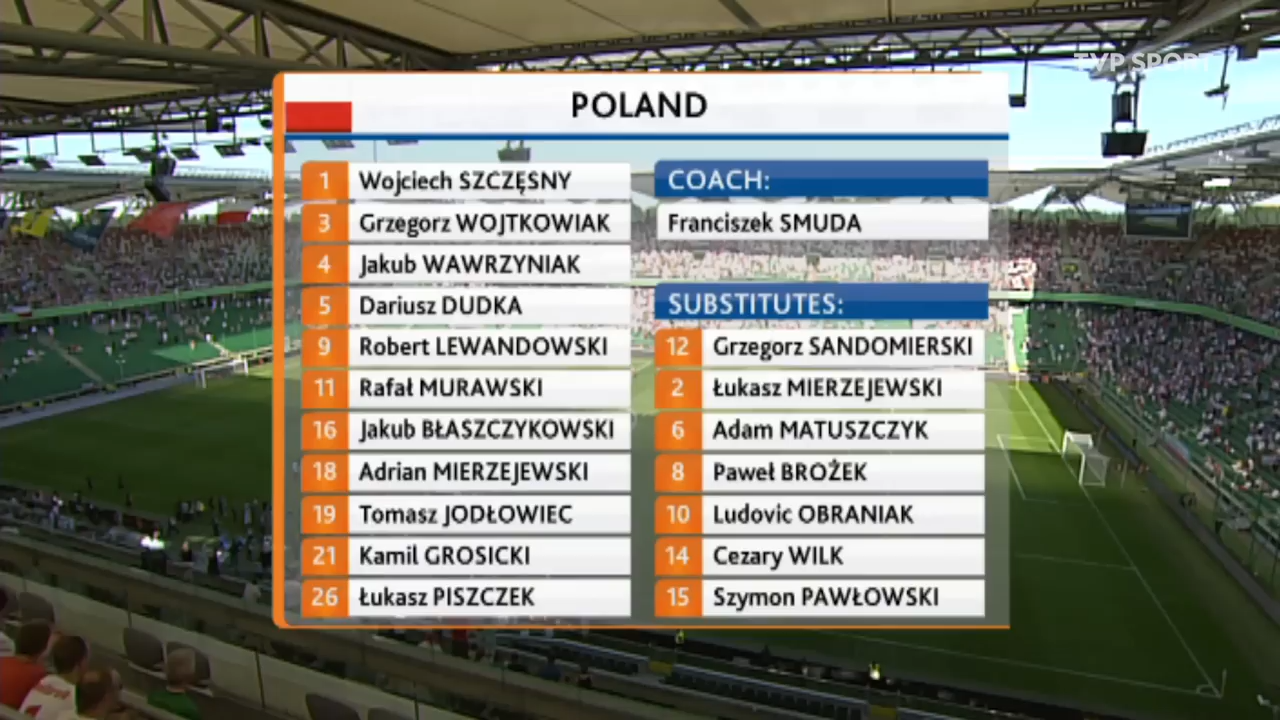 TVP SPORT
POLAND
1 Wojciech SZCZĘSNY
3 Grzegorz WOJTKOWIAK
4 Jakub WAWRZYNIAK
5 Dariusz DUDKA
9 Robert LEWANDOWSKI
11 Rafał MURAWSKI
16 Jakub BŁASZCZYKOWSKI
18 Adrian MIERZEJEWSKI
19 Tomasz JODŁOWIEC
21 Kamil GROSICKI
26 Łukasz PISZCZEK
COACH:
Franciszek SMUDA
SUBSTITUTES:
12 Grzegorz SANDOMIERSKI
2 Łukasz MIERZEJEWSKI
6 Adam MATUSZCZYK
8 Paweł BROŻEK
10 Ludovic OBRANIAK
14 Cezary WILK
15 Szymon PAWŁOWSKI